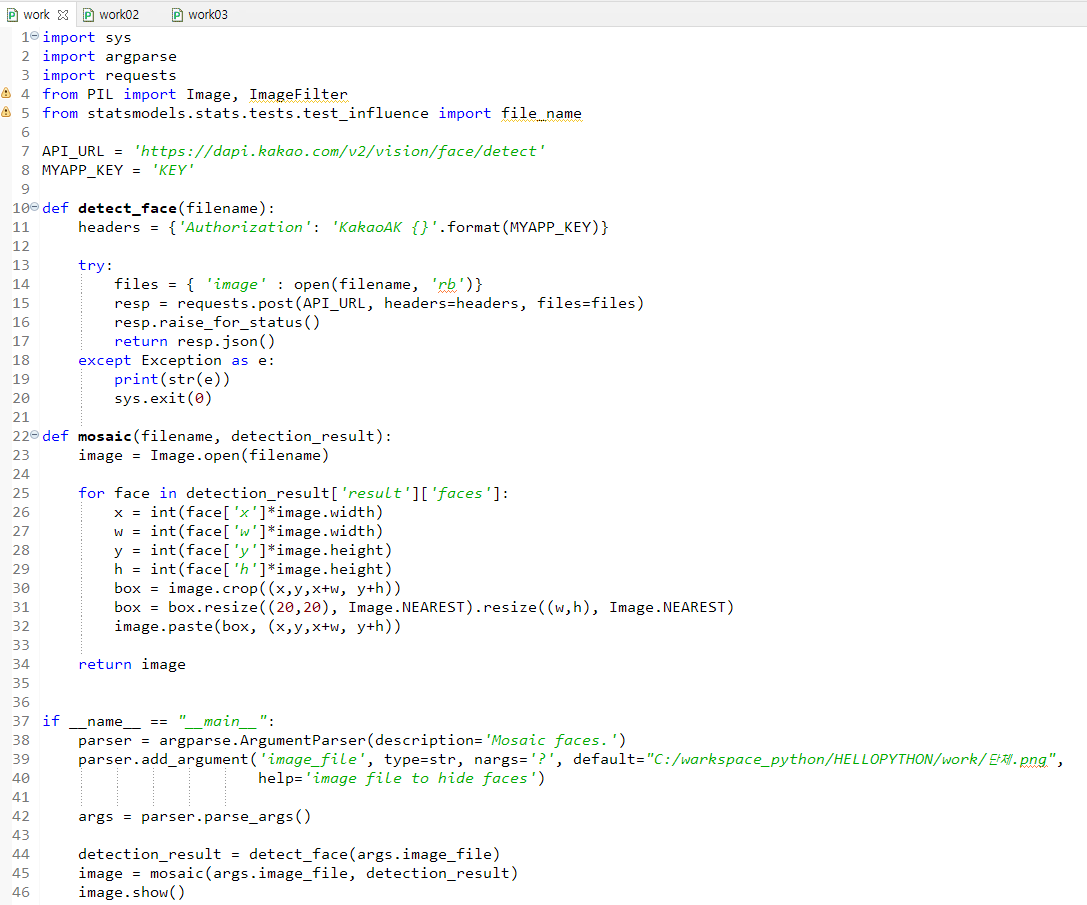 work work02 work03
1 import sys
2 import argparse
3 import requests
4 from PIL import Image, ImageFilter
5 from statsmodels.stats.tests.test_influence import file_name
6
7 API_URL = 'https://dapi.kakao.com/v2/vision/face/detect'
8 MYAPP_KEY = 'KEY'
9
10 def detect_face(filename):
11     headers = {'Authorization': 'KakaoAK {}'.format(MYAPP_KEY)}
12
13     try:
14         files = { 'image' : open(filename, 'rb')}
15         resp = requests.post(API_URL, headers=headers, files=files)
16         resp.raise_for_status()
17         return resp.json()
18     except Exception as e:
19         print(str(e))
20         sys.exit(0)
21
22 def mosaic(filename, detection_result):
23     image = Image.open(filename)
24
25     for face in detection_result['result']['faces']:
26         x = int(face['x']*image.width)
27         w = int(face['w']*image.width)
28         y = int(face['y']*image.height)
29         h = int(face['h']*image.height)
30         box = image.crop((x,y,x+w, y+h))
31         box = box.resize((20,20), Image.NEAREST).resize((w,h), Image.NEAREST)
32         image.paste(box, (x,y,x+w, y+h))
33
34     return image
35
36
37 if __name__ == "__main__":
38     parser = argparse.ArgumentParser(description='Mosaic faces.')
39     parser.add_argument('image_file', type=str, nargs='?', default="C:/warkspace_python/HELLOPYTHON/work/단체.png",
40                         help='image file to hide faces')
41
42     args = parser.parse_args()
43
44     detection_result = detect_face(args.image_file)
45     image = mosaic(args.image_file, detection_result)
46     image.show()